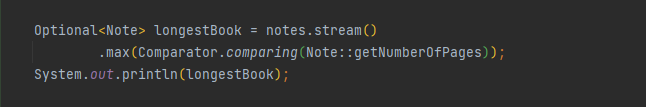 Optional<Note> longestBook = notes.stream()
.max(Comparator.comparing(Note::getNumberOfPages));
System.out.println(longestBook);